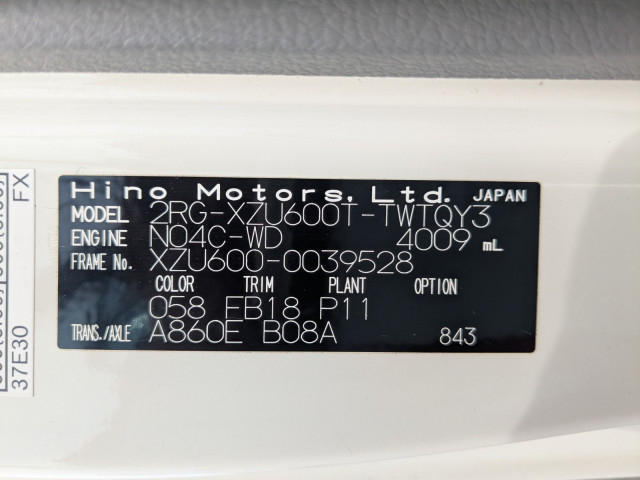 Hino Motors, Ltd. JAPAN
MODEL 2RG-XZU600T-TWTQY3
ENGINE N04C-WD 4009 mL
FRAME No. XZU600-0039528
COLOR TRIM PLANT OPTION
058 FB18 P11
TRANS./AXLE A860E B08A 843
FX
37E30